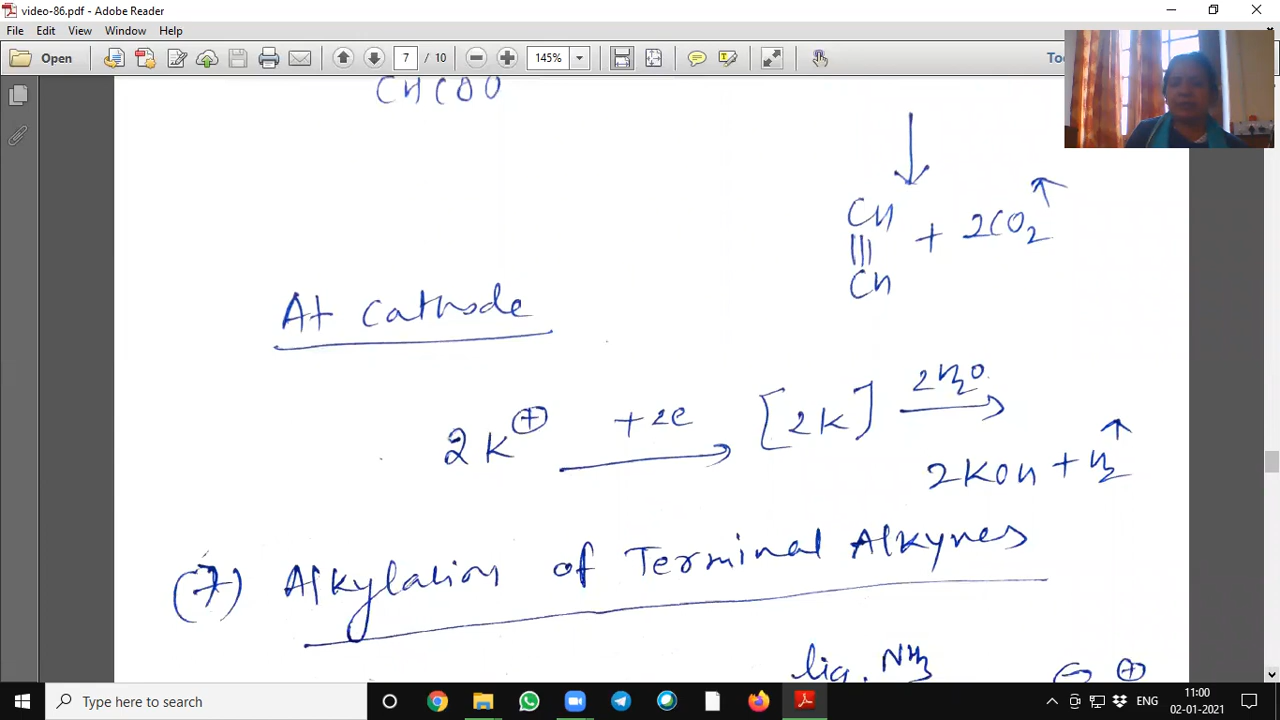 video-86.pdf - Adobe Reader
File Edit View Window Help
Open 7 / 10 145%
CHCOO
CH
||| + 2CO2 ↑
CH
At Cathode
2K⊕ +2e → [2K] 2H2O →
2KOH + H2 ↑
(7) Alkylation of Terminal Alkynes
liq. NH3
⊖ ⊕
Type here to search
ENG
11:00
02-01-2021